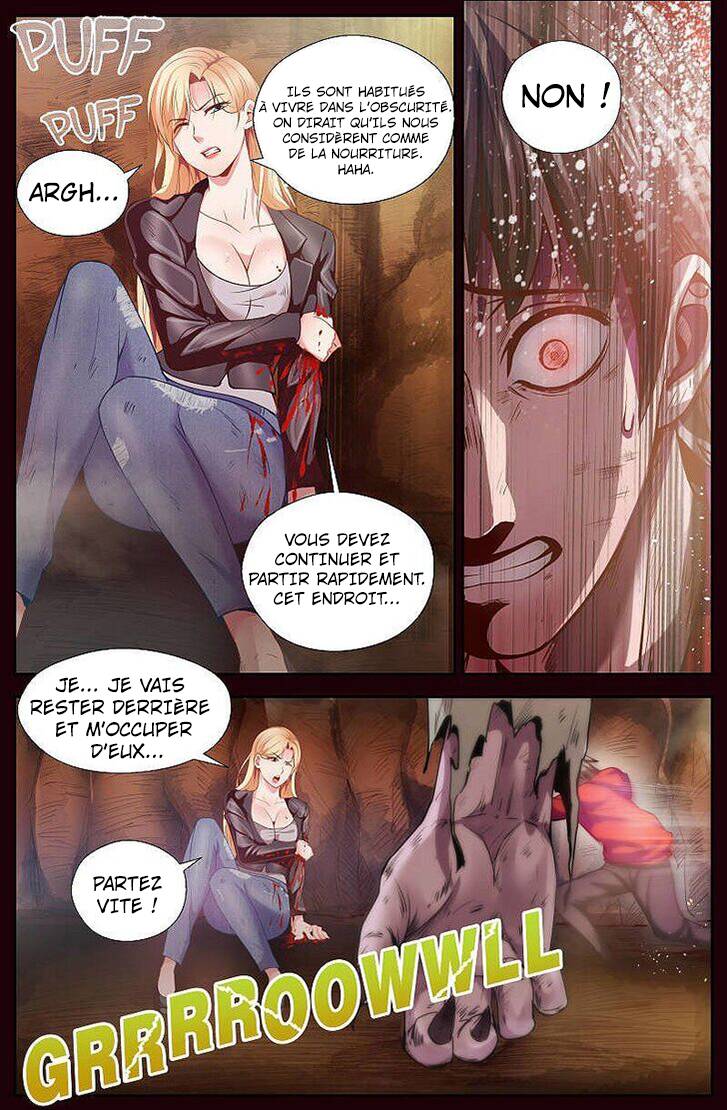 PUFF
PUFF
ARGH...
ILS SONT HABITUÉS
À VIVRE DANS L'OBSCURITÉ.
ON DIRAIT QU'ILS NOUS
CONSIDÈRENT COMME
DE LA NOURRITURE.
HAHA.
VOUS DEVEZ
CONTINUER ET
PARTIR RAPIDEMENT.
CET ENDROIT...
NON !
JE... JE VAIS
RESTER DERRIÈRE
ET M'OCCUPER
D'EUX...
PARTEZ
VITE !
GRRRROOWWLL